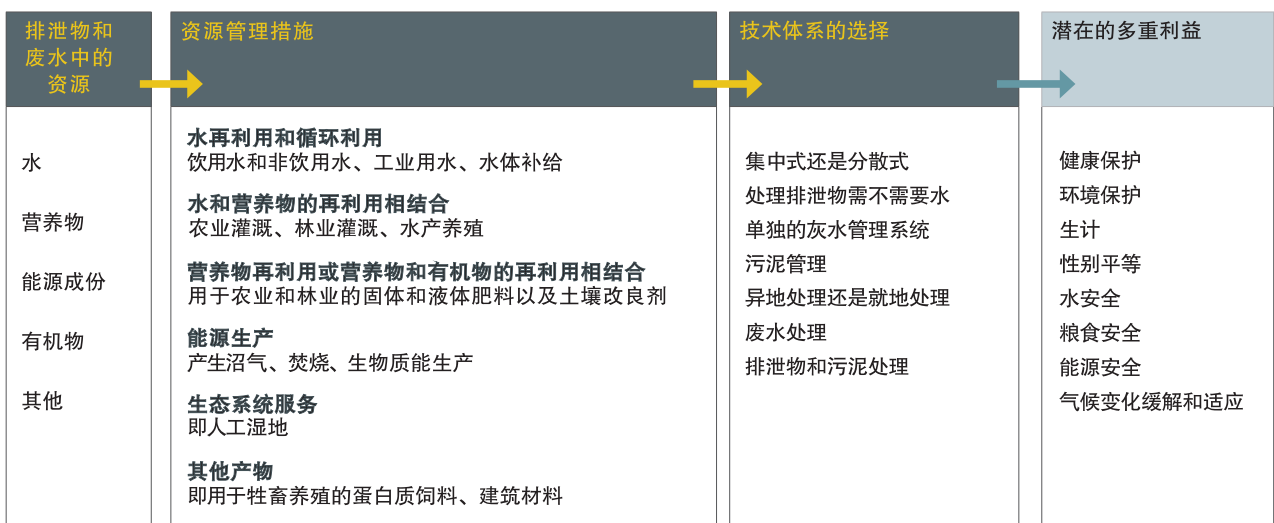 排泄物和
废水中的
资源
资源管理措施
技术体系的选择
潜在的多重利益
水
营养物
能源成份
有机物
其他
水再利用和循环利用
饮用水和非饮用水、工业用水、水体补给
水和营养物的再利用相结合
农业灌溉、林业灌溉、水产养殖
营养物再利用或营养物和有机物的再利用相结合
用于农业和林业的固体和液体肥料以及土壤改良剂
能源生产
产生沼气、焚烧、生物质能生产
生态系统服务
即人工湿地
其他产物
即用于牲畜养殖的蛋白质饲料、建筑材料
集中式还是分散式
处理排泄物需不需要水
单独的灰水管理系统
污泥管理
异地处理还是就地处理
废水处理
排泄物和污泥处理
健康保护
环境保护
生计
性别平等
水安全
粮食安全
能源安全
气候变化缓解和适应